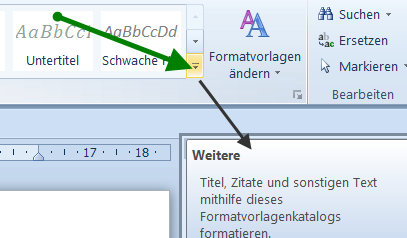 AaBbCcI
AaBbCcDd
Untertitel
Schwache
Formatvorlagen
ändern
Suchen
Ersetzen
Markieren
Bearbeiten
17
18
Weitere
Titel, Zitate und sonstigen Text
mithilfe dieses
Formatvorlagenkatalogs
formatieren.